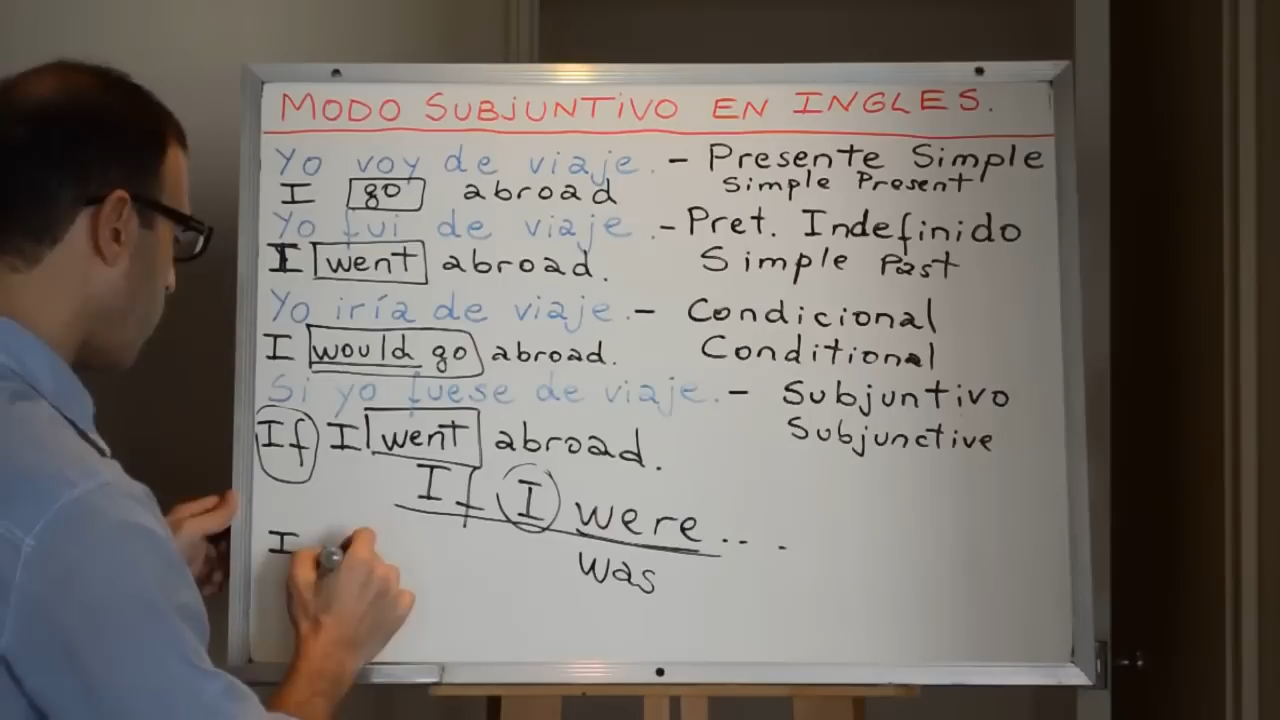 MODO SUBJUNTIVO EN INGLES.
Yo voy de viaje. - Presente Simple
I go abroad Simple Present
Yo fui de viaje. - Pret. Indefinido
I went abroad. Simple Past
Yo iría de viaje. - Condicional
I would go abroad. Conditional
Si yo fuese de viaje. - Subjuntivo
If I went abroad. Subjunctive
If I were...
was
I